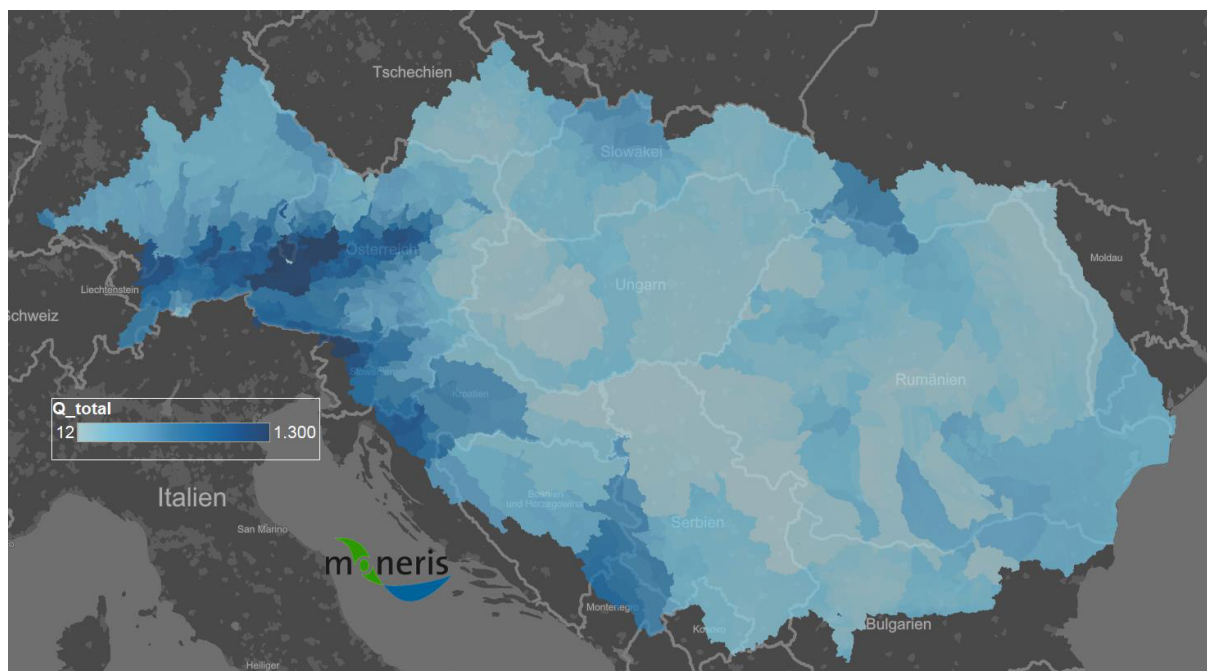 Tschechien
Slowakei
Österreich
Liechtenstein
Schweiz
Ungarn
Moldau
Rumänien
Kroatien
Q_total
12
1.300
Italien
San Marino
Bosnien
und Herzegowina
Serbien
moneris
Montenegro
Kosovo
Bulgarien
Heiliger